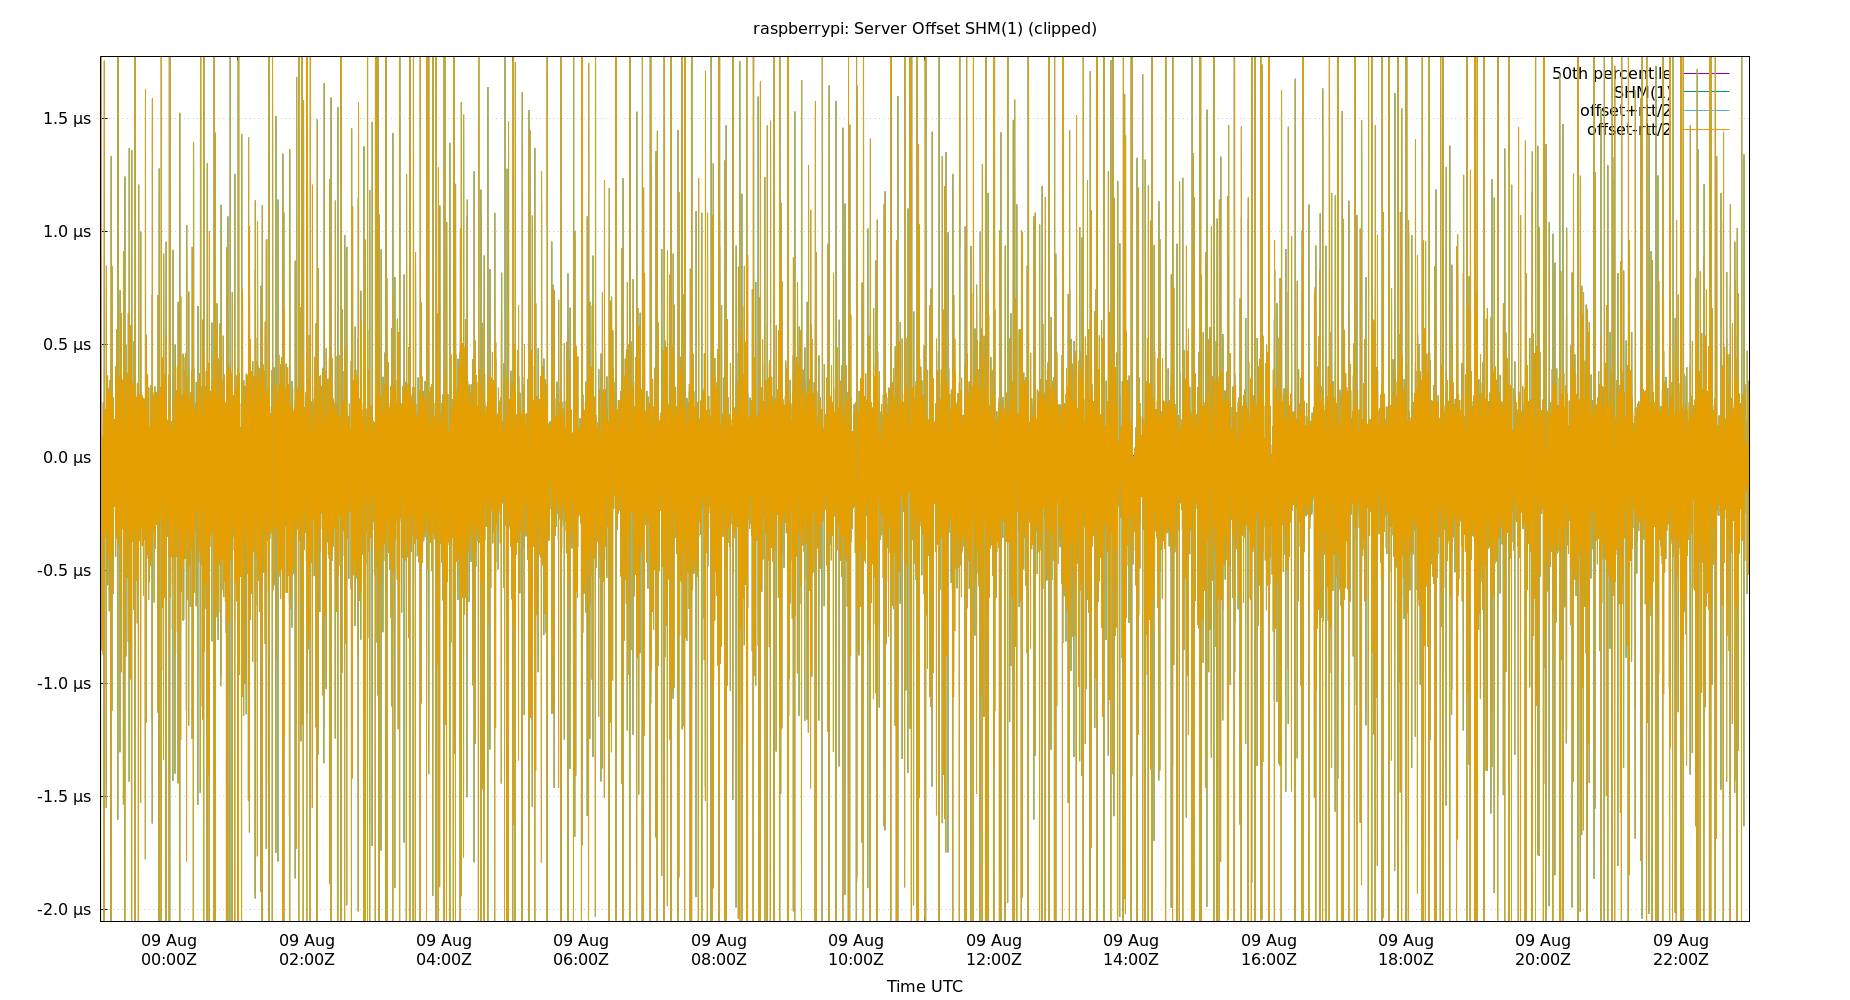 raspberrypi: Server Offset SHM(1) (clipped)
50th percentile
SHM(1)
offset+rtt/2
offset-rtt/2
1.5 µs
1.0 µs
0.5 µs
0.0 µs
-0.5 µs
-1.0 µs
-1.5 µs
-2.0 µs
09 Aug 09 Aug 09 Aug 09 Aug 09 Aug 09 Aug 09 Aug 09 Aug 09 Aug 09 Aug 09 Aug 09 Aug
00:00Z 02:00Z 04:00Z 06:00Z 08:00Z 10:00Z 12:00Z 14:00Z 16:00Z 18:00Z 20:00Z 22:00Z
Time UTC